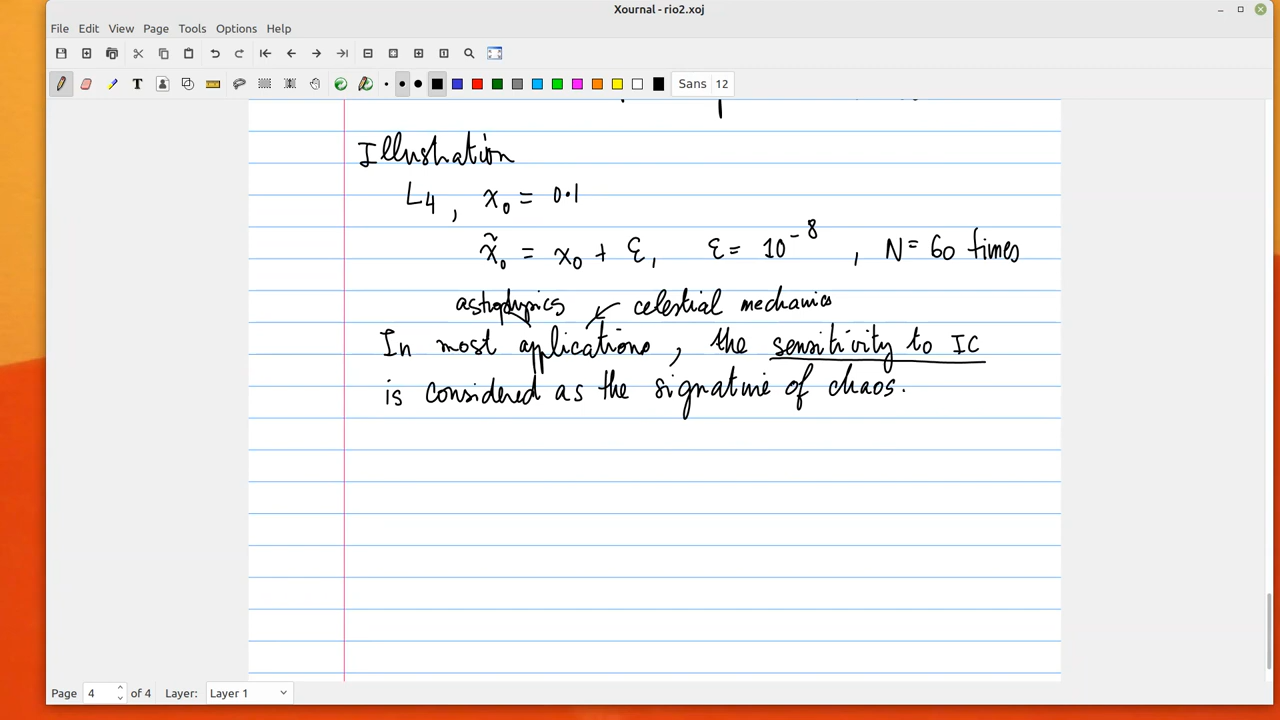 Xournal - rio2.xoj
File Edit View Page Tools Options Help
Sans 12
Illustration
L₄, x₀ = 0.1
x̃₀ = x₀ + ε, ε = 10⁻⁸, N = 60 times
astrophysics celestial mechanics
In most applications, the sensitivity to IC
is considered as the signature of chaos.
Page 4 of 4 Layer: Layer 1